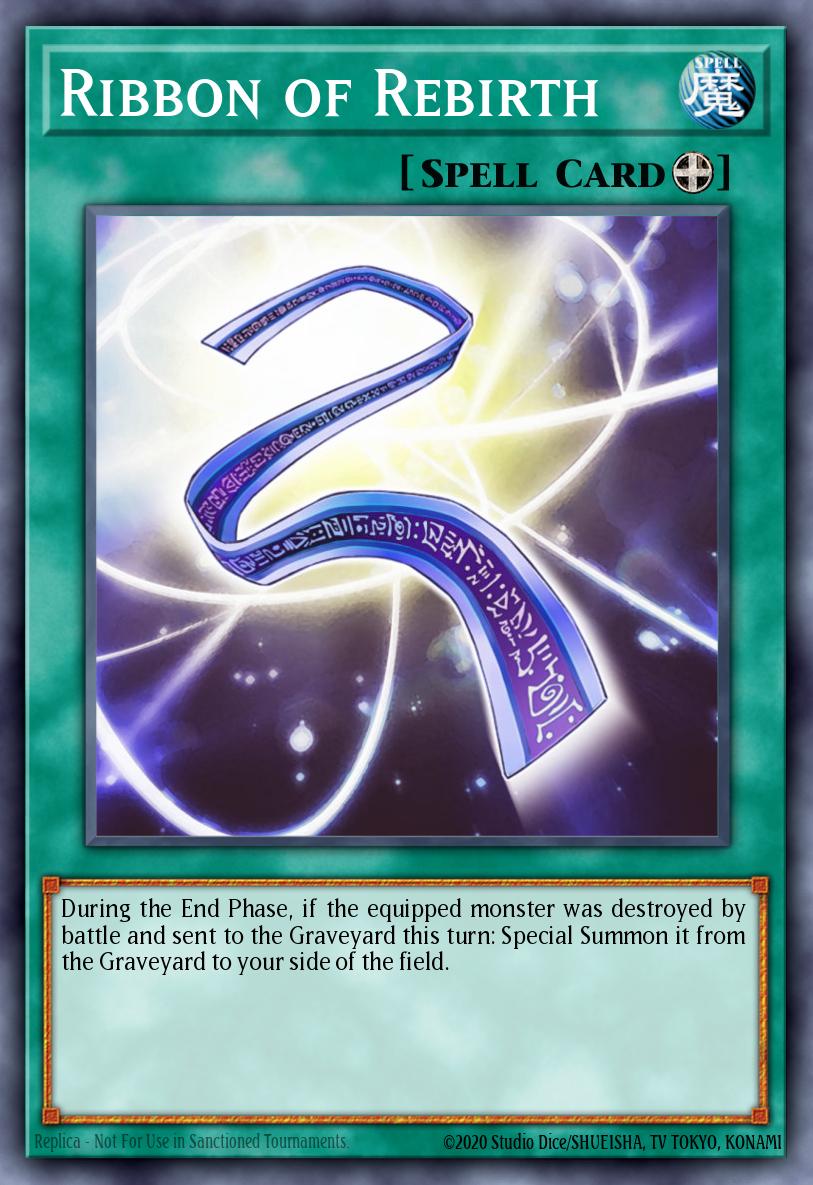 Ribbon of Rebirth
SPELL
魔
[Spell Card]
During the End Phase, if the equipped monster was destroyed by
battle and sent to the Graveyard this turn: Special Summon it from
the Graveyard to your side of the field.
Replica - Not For Use in Sanctioned Tournaments.
©2020 Studio Dice/SHUEISHA, TV TOKYO, KONAMI